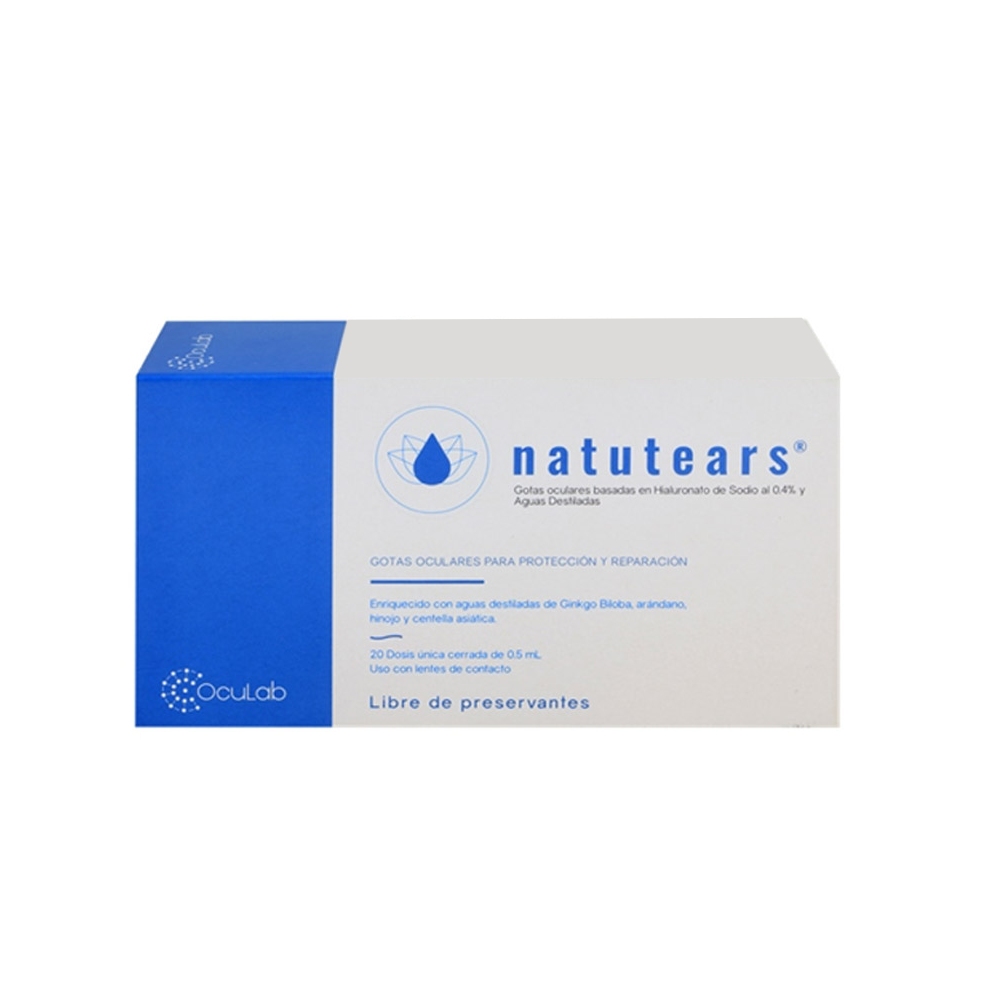 OcuLab
natutears®
Gotas oculares basadas en Hialuronato de Sodio al 0.4% y
Aguas Destiladas
GOTAS OCULARES PARA PROTECCIÓN Y REPARACIÓN
Enriquecido con aguas destiladas de Ginkgo Biloba, arándano,
hinojo y centella asiática.
20 Dosis única cerrada de 0.5 mL
Uso con lentes de contacto
OcuLab
Libre de preservantes